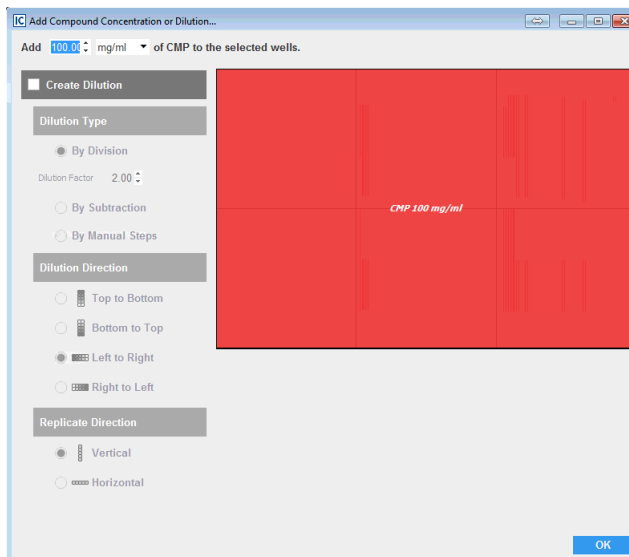 IC Add Compound Concentration or Dilution...
Add 100.00 mg/ml of CMP to the selected wells.
Create Dilution
Dilution Type
By Division
Dilution Factor 2.00
By Subtraction
By Manual Steps
CMP 100 mg/ml
Dilution Direction
Top to Bottom
Bottom to Top
Left to Right
Right to Left
Replicate Direction
Vertical
Horizontal
OK